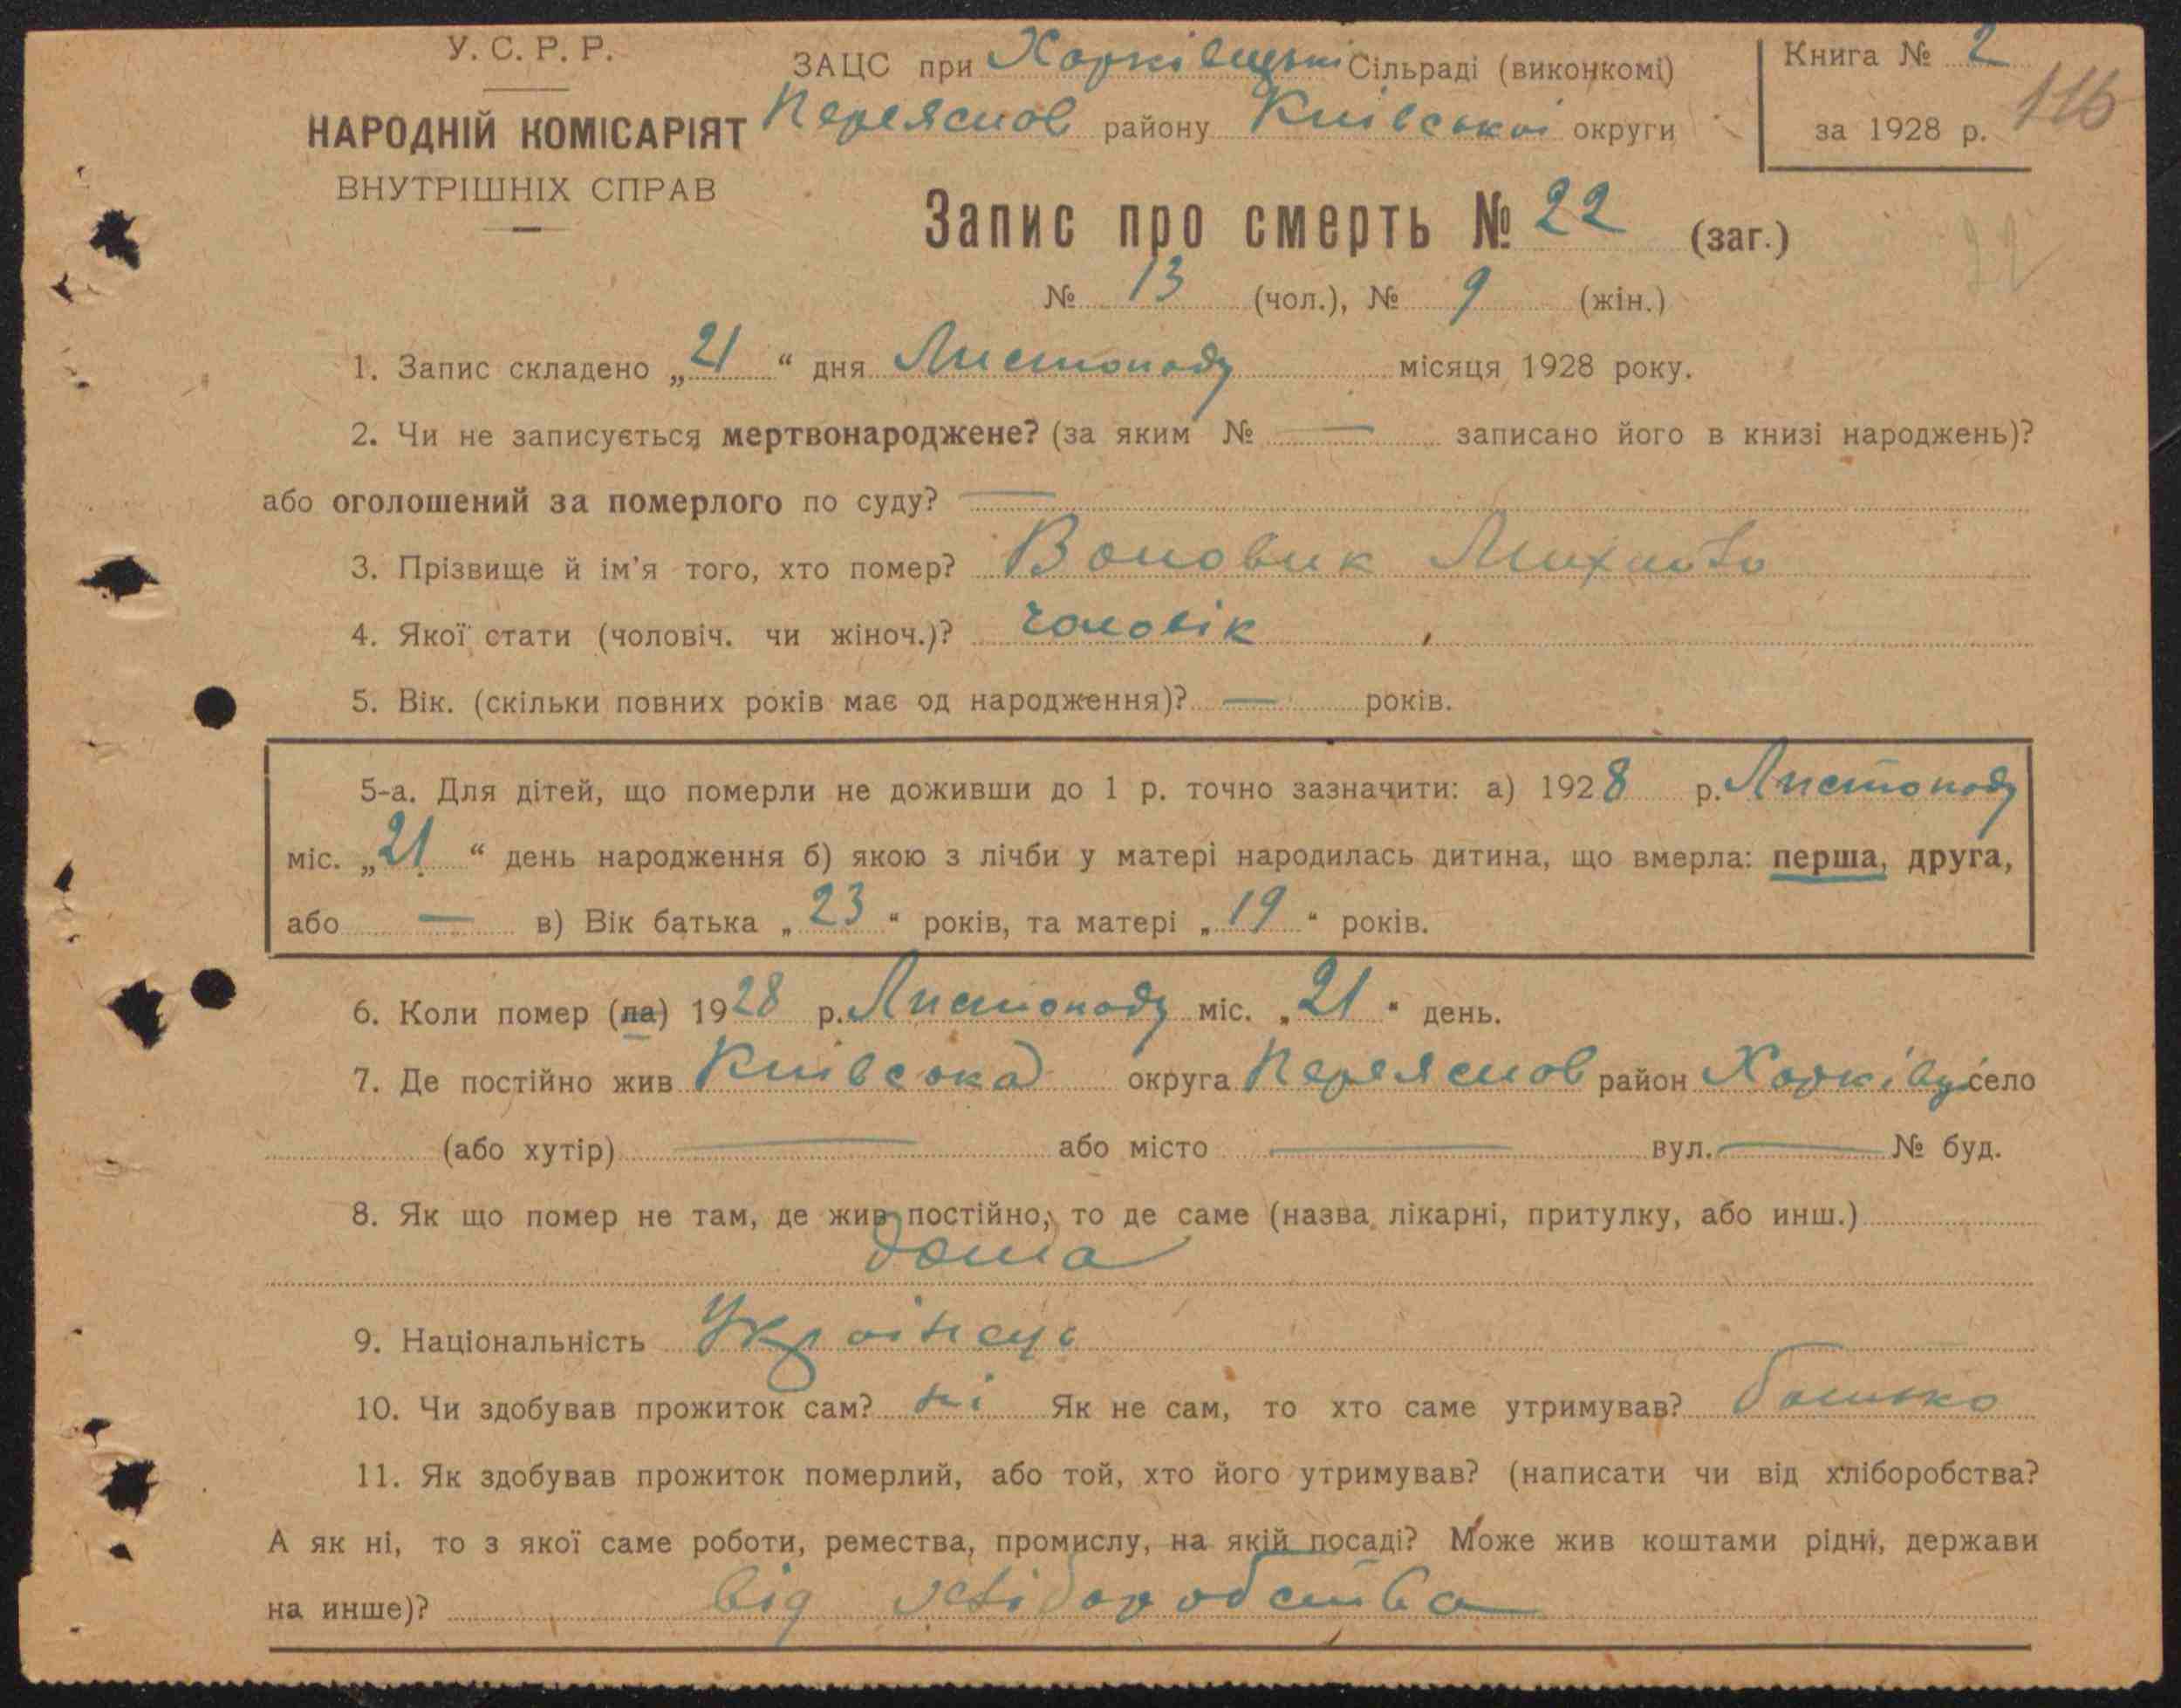 У. С. Р. Р.
НАРОДНІЙ КОМІСАРІЯТ
ВНУТРІШНІХ СПРАВ
ЗАЦС при Харківецькі Сільраді (виконкомі)
Переяслов району Київської округи
Книга № 2
за 1928 р.
116
Запис про смерть № 22 (заг.)
№ 13 (чол.), № 9 (жін.)
1. Запис складено „21“ дня Листопаду місяця 1928 року.
2. Чи не записується мертвонароджене? (за яким № — записано його в книзі народжень)?
або оголошений за померлого по суду? —
3. Прізвище й ім'я того, хто помер? Воловик
4. Якої стати (чоловіч. чи жіноч.)? чоловік
5. Вік. (скільки повних років має од народження)? — років.
5-а. Для дітей, що померли не доживши до 1 р. точно зазначити: а) 1928 р. Листопаду
міс. „21“ день народження б) якою з лічби у матері народилась дитина, що вмерла: перша, друга,
або — в) Вік батька „23“ років, та матері „19“ років.
6. Коли помер (ла) 1928 р. Листопаду міс. „21“ день.
7. Де постійно жив Київська округа Переяслов район Харківці село
(або хутір) — або місто — вул. — № буд.
8. Як що помер не там, де жив постійно, то де саме (назва лікарні, притулку, або инш.)
дома
9. Національність Українець
10. Чи здобував прожиток сам? ні Як не сам, то хто саме утримував? батько
11. Як здобував прожиток померлий, або той, хто його утримував? (написати чи від хліборобства?
А як ні, то з якої саме роботи, ремества, промислу, на якій посаді? Може жив коштами рідні, держави
на инше)? від хліборобства